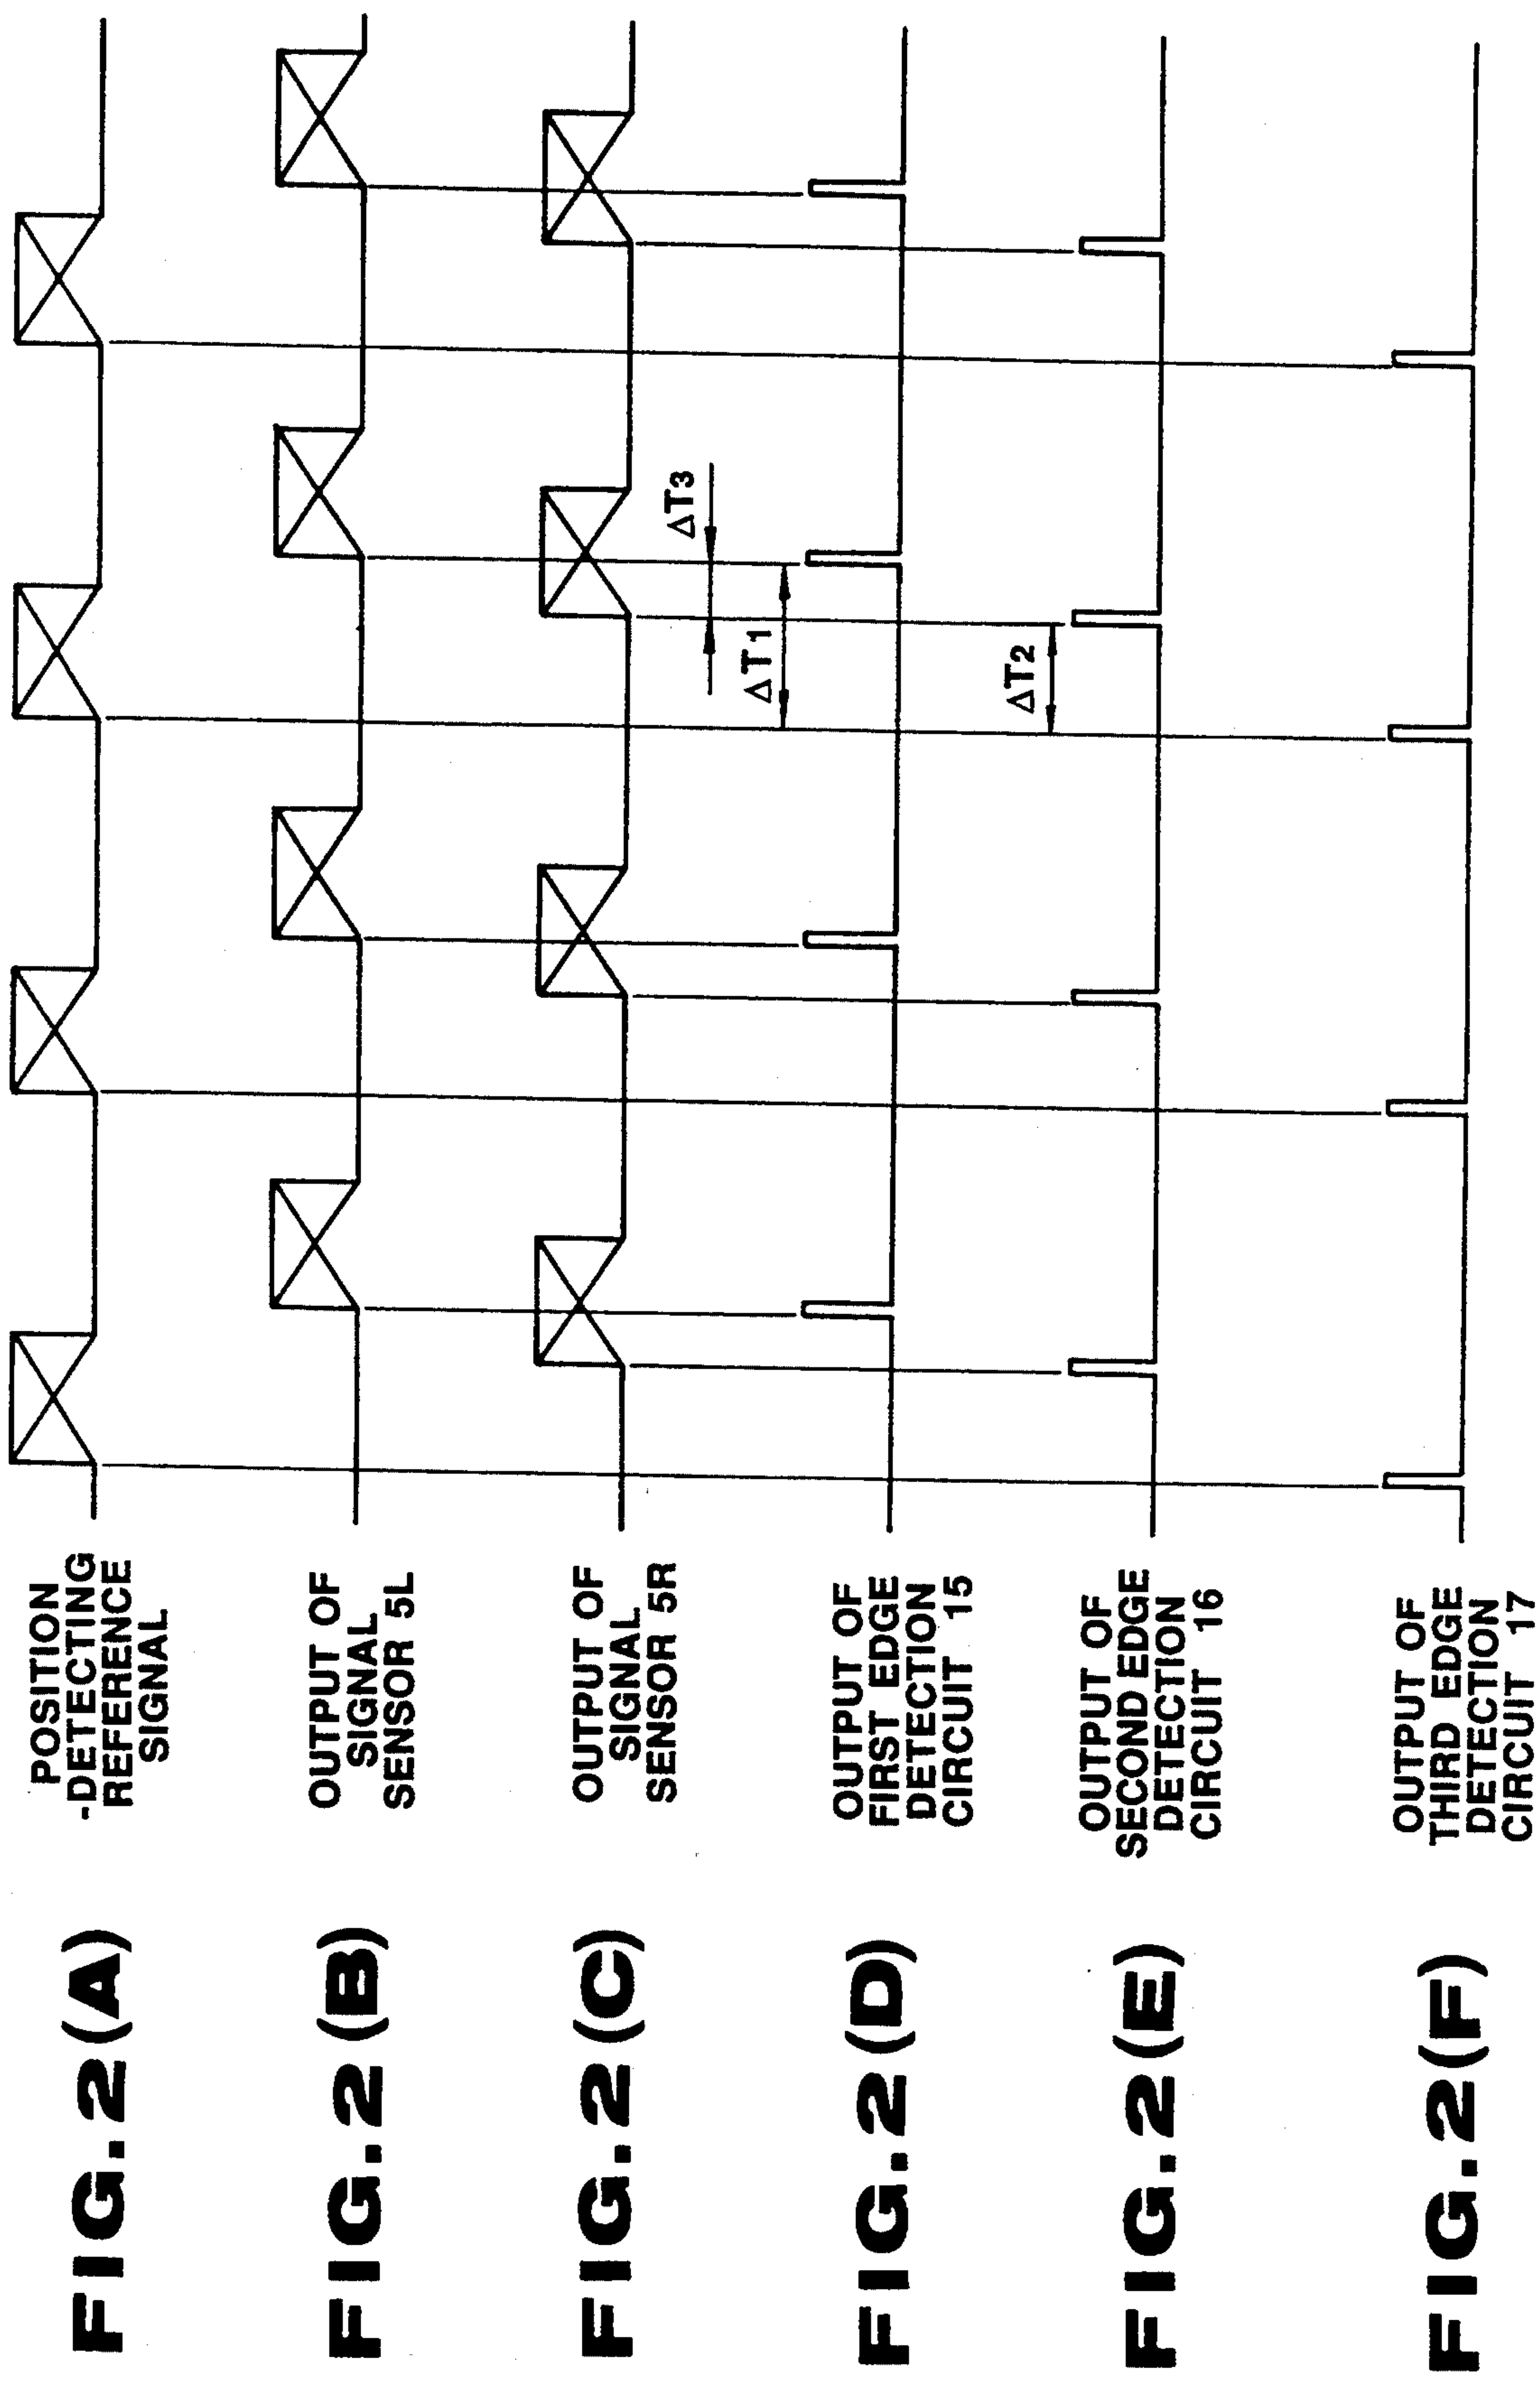 FIG.2(A)
POSITION
-DETECTING
REFERENCE
SIGNAL
FIG.2(B)
OUTPUT OF
SIGNAL
SENSOR 5L
FIG.2(C)
OUTPUT OF
SIGNAL
SENSOR 5R
ΔT3
FIG.2(D)
OUTPUT OF
FIRST EDGE
DETECTION
CIRCUIT 15
ΔT1
FIG.2(E)
OUTPUT OF
SECOND EDGE
DETECTION
CIRCUIT 16
ΔT2
FIG.2(F)
OUTPUT OF
THIRD EDGE
DETECTION
CIRCUIT 17